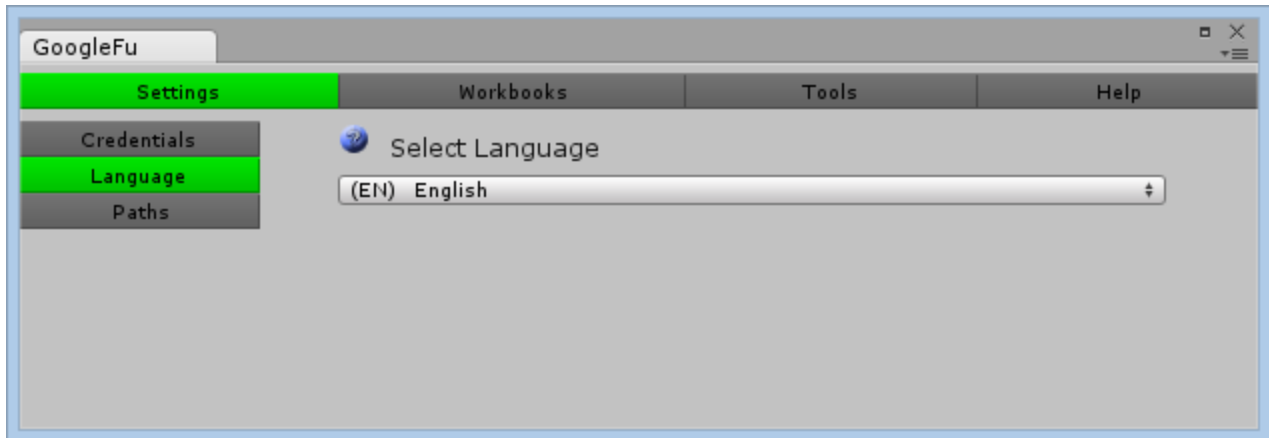 GoogleFu
Settings Workbooks Tools Help
Credentials
Language
Paths
Select Language
(EN) English